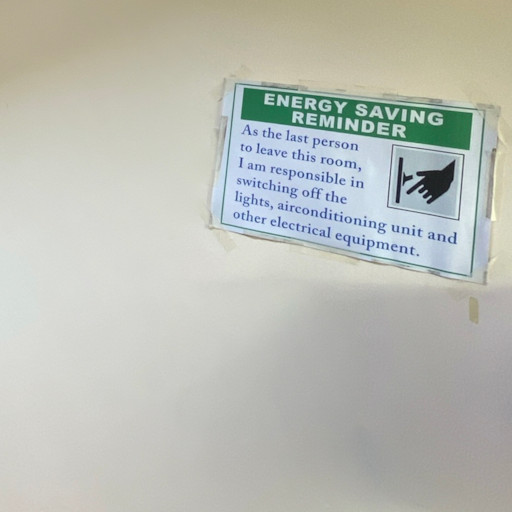 ENERGY SAVING
REMINDER
As the last person
to leave this room,
I am responsible in
switching off the
lights, airconditioning unit and
other electrical equipment.